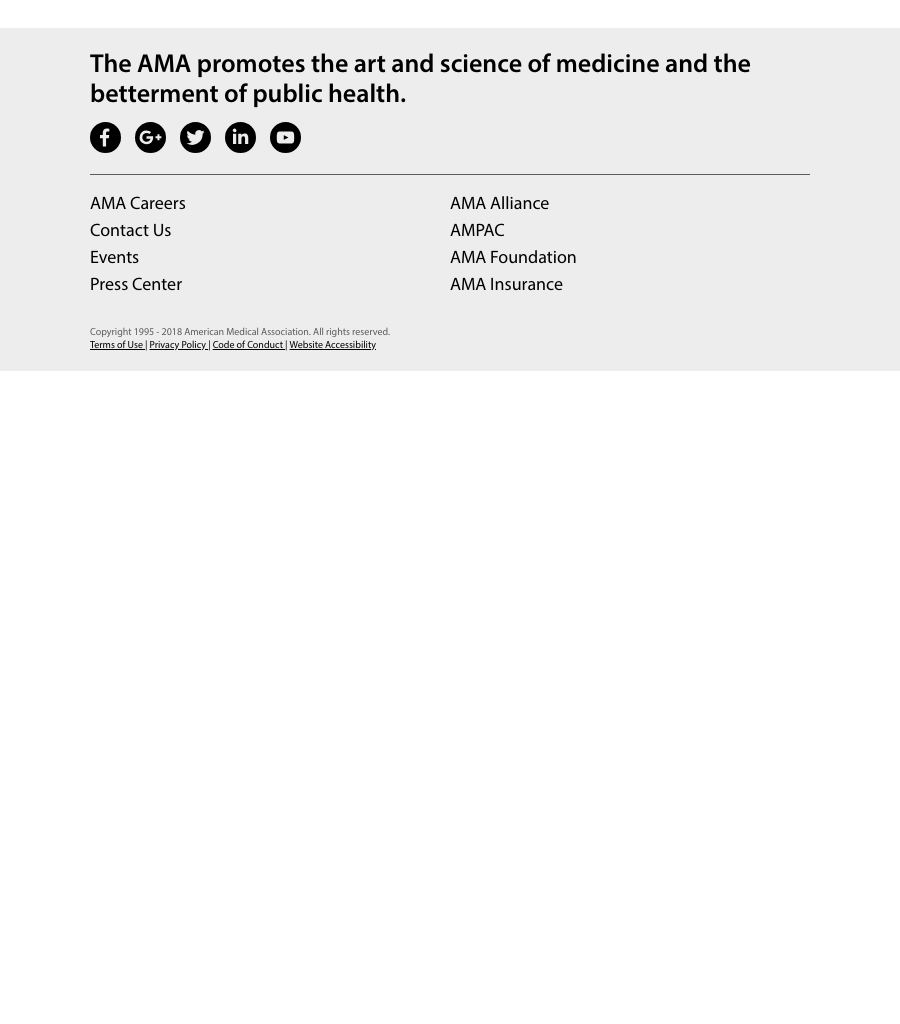 The AMA promotes the art and science of medicine and the
betterment of public health.
AMA Careers
Contact Us
Events
Press Center
AMA Alliance
AMPAC
AMA Foundation
AMA Insurance
Copyright 1995 - 2018 American Medical Association. All rights reserved.
Terms of Use | Privacy Policy | Code of Conduct | Website Accessibility